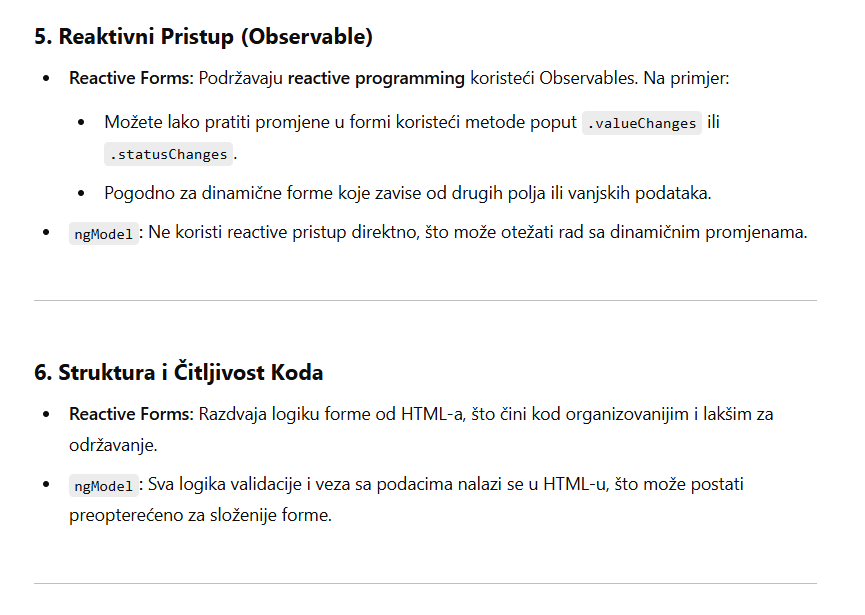 5. Reaktivni Pristup (Observable)
• Reactive Forms: Podržavaju reactive programming koristeći Observables. Na primjer:
• Možete lako pratiti promjene u formi koristeći metode poput .valueChanges ili
.statusChanges.
• Pogodno za dinamične forme koje zavise od drugih polja ili vanjskih podataka.
• ngModel: Ne koristi reactive pristup direktno, što može otežati rad sa dinamičnim promjenama.
6. Struktura i Čitljivost Koda
• Reactive Forms: Razdvaja logiku forme od HTML-a, što čini kod organizovanijim i lakšim za
održavanje.
• ngModel: Sva logika validacije i veza sa podacima nalazi se u HTML-u, što može postati
preopterećeno za složenije forme.